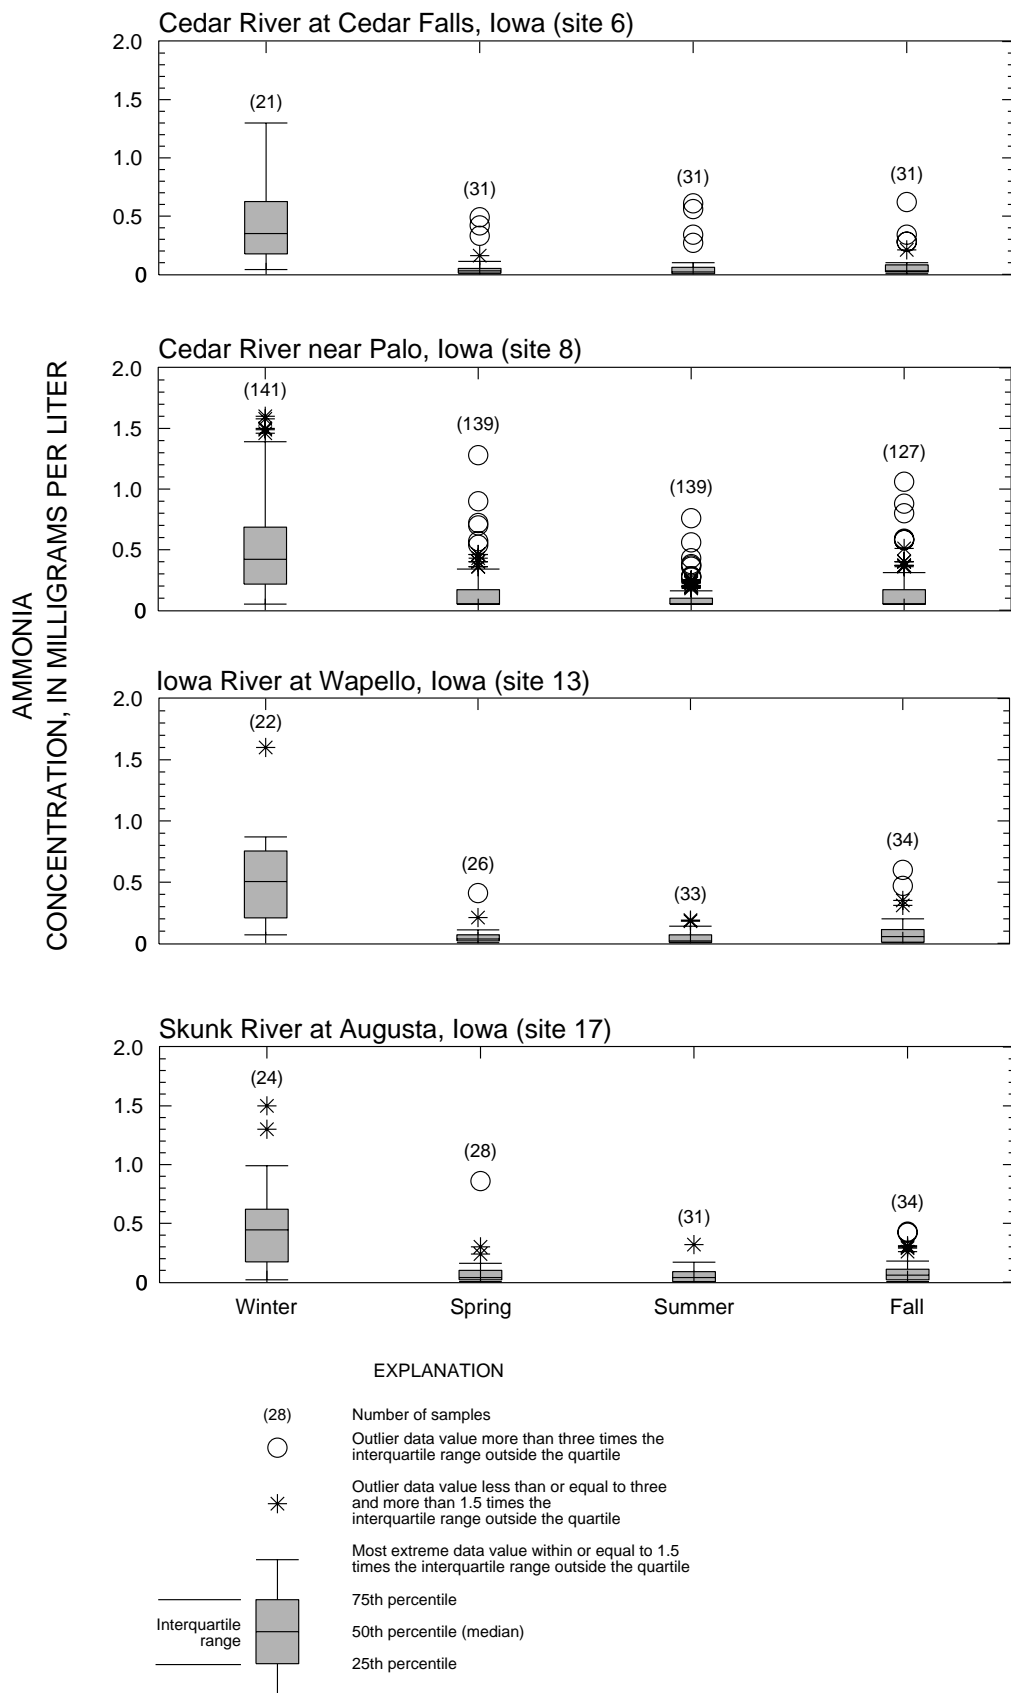 Cedar River at Cedar Falls, Iowa (site 6)
2.0
1.5
1.0
0.5
0
(21)
(31)
(31)
(31)
Cedar River near Palo, Iowa (site 8)
2.0
1.5
1.0
0.5
0
(141)
(139)
(139)
(127)
AMMONIA
CONCENTRATION, IN MILLIGRAMS PER LITER
Iowa River at Wapello, Iowa (site 13)
2.0
1.5
1.0
0.5
0
(22)
(26)
(33)
(34)
Skunk River at Augusta, Iowa (site 17)
2.0
1.5
1.0
0.5
0
(24)
(28)
(31)
(34)
Winter
Spring
Summer
Fall
EXPLANATION
(28)
Number of samples
Outlier data value more than three times the
interquartile range outside the quartile
Outlier data value less than or equal to three
and more than 1.5 times the
interquartile range outside the quartile
Most extreme data value within or equal to 1.5
times the interquartile range outside the quartile
75th percentile
Interquartile
range
50th percentile (median)
25th percentile